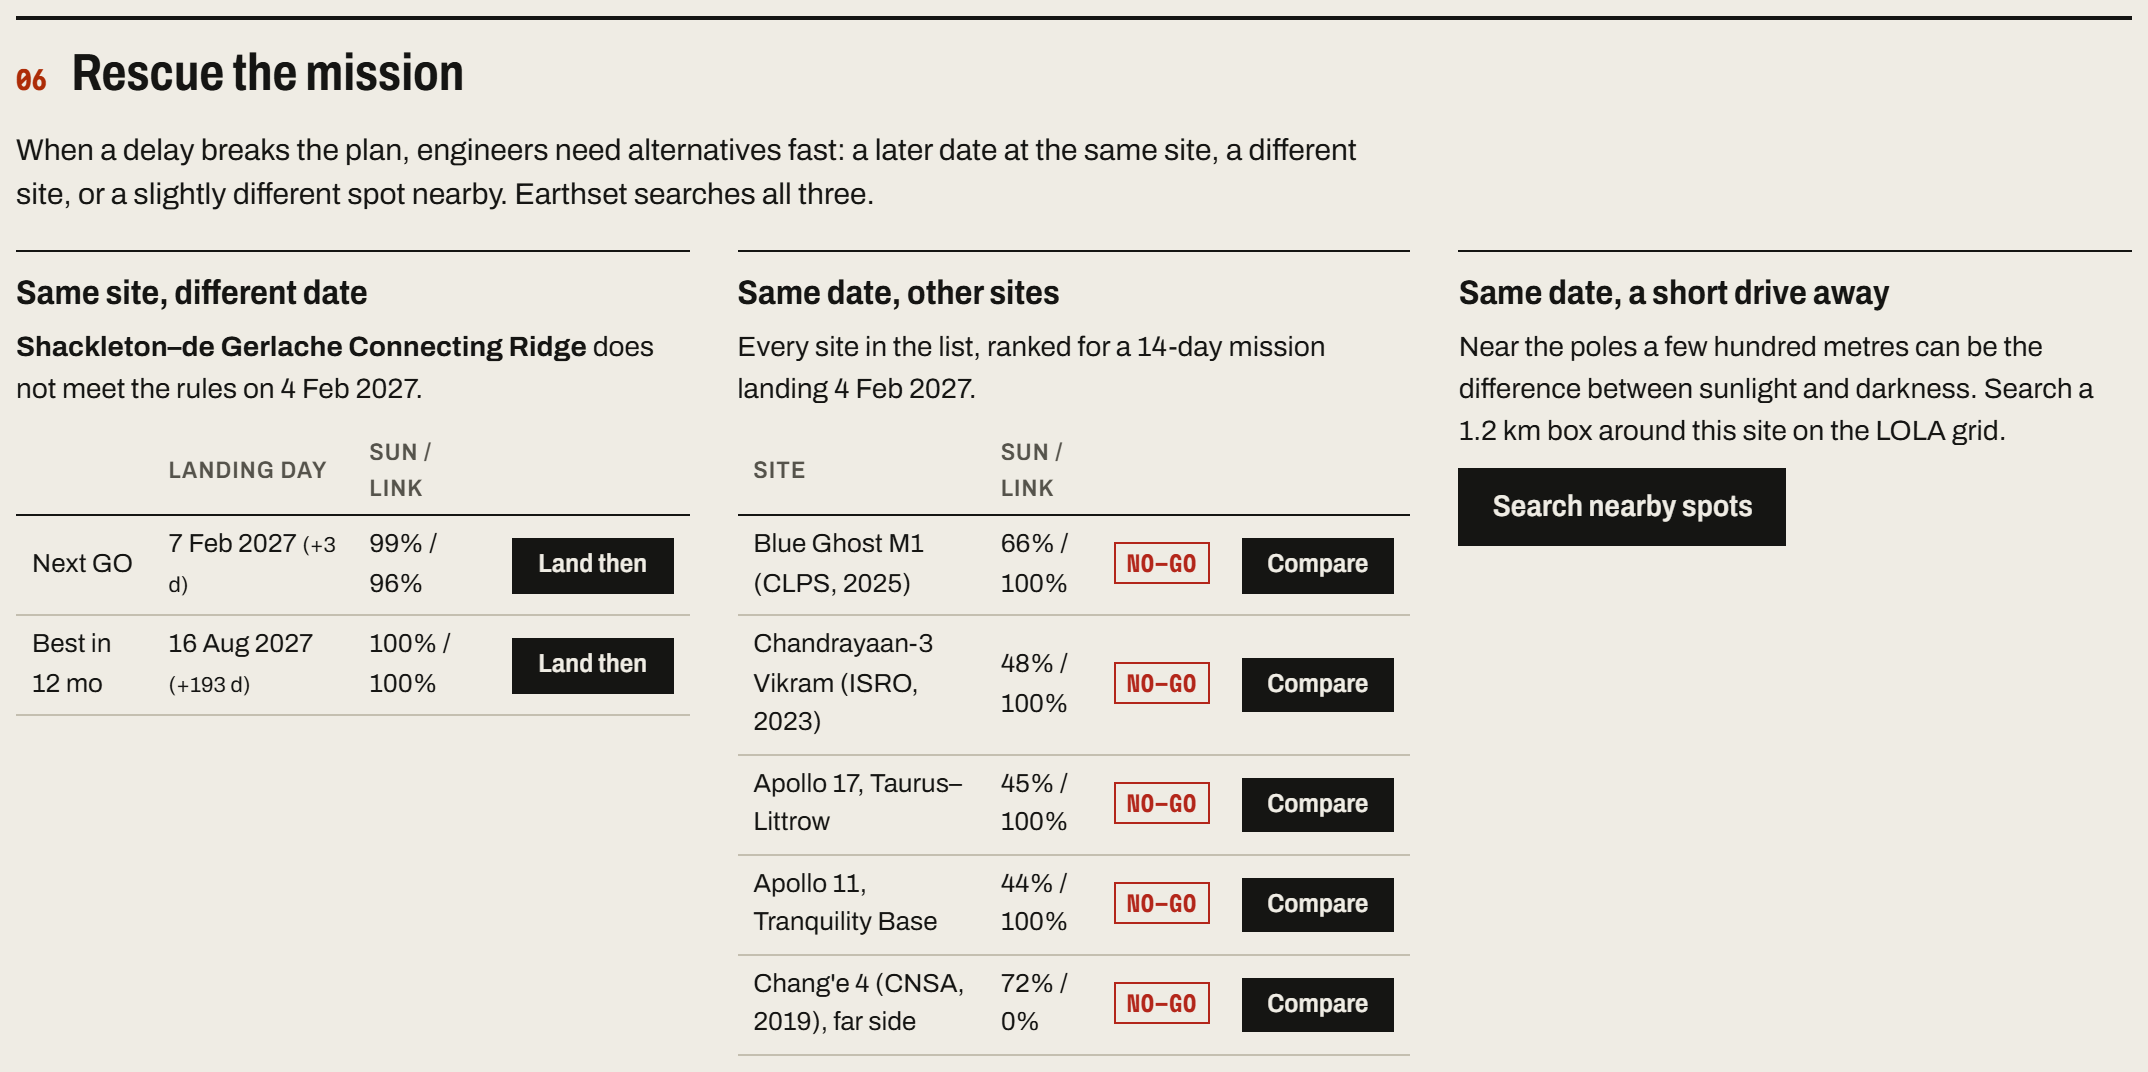 06 Rescue the mission
When a delay breaks the plan, engineers need alternatives fast: a later date at the same site, a different
site, or a slightly different spot nearby. Earthset searches all three.
Same site, different date
Shackleton–de Gerlache Connecting Ridge does
not meet the rules on 4 Feb 2027.
LANDING DAY SUN /
LINK
Next GO 7 Feb 2027 (+3
d) 99% /
96% Land then
Best in
12 mo 16 Aug 2027
(+193 d) 100% /
100% Land then
Same date, other sites
Every site in the list, ranked for a 14-day mission
landing 4 Feb 2027.
SITE SUN /
LINK
Blue Ghost M1
(CLPS, 2025) 66% /
100% NO-GO Compare
Chandrayaan-3
Vikram (ISRO,
2023) 48% /
100% NO-GO Compare
Apollo 17, Taurus–
Littrow 45% /
100% NO-GO Compare
Apollo 11,
Tranquility Base 44% /
100% NO-GO Compare
Chang'e 4 (CNSA,
2019), far side 72% /
0% NO-GO Compare
Same date, a short drive away
Near the poles a few hundred metres can be the
difference between sunlight and darkness. Search a
1.2 km box around this site on the LOLA grid.
Search nearby spots